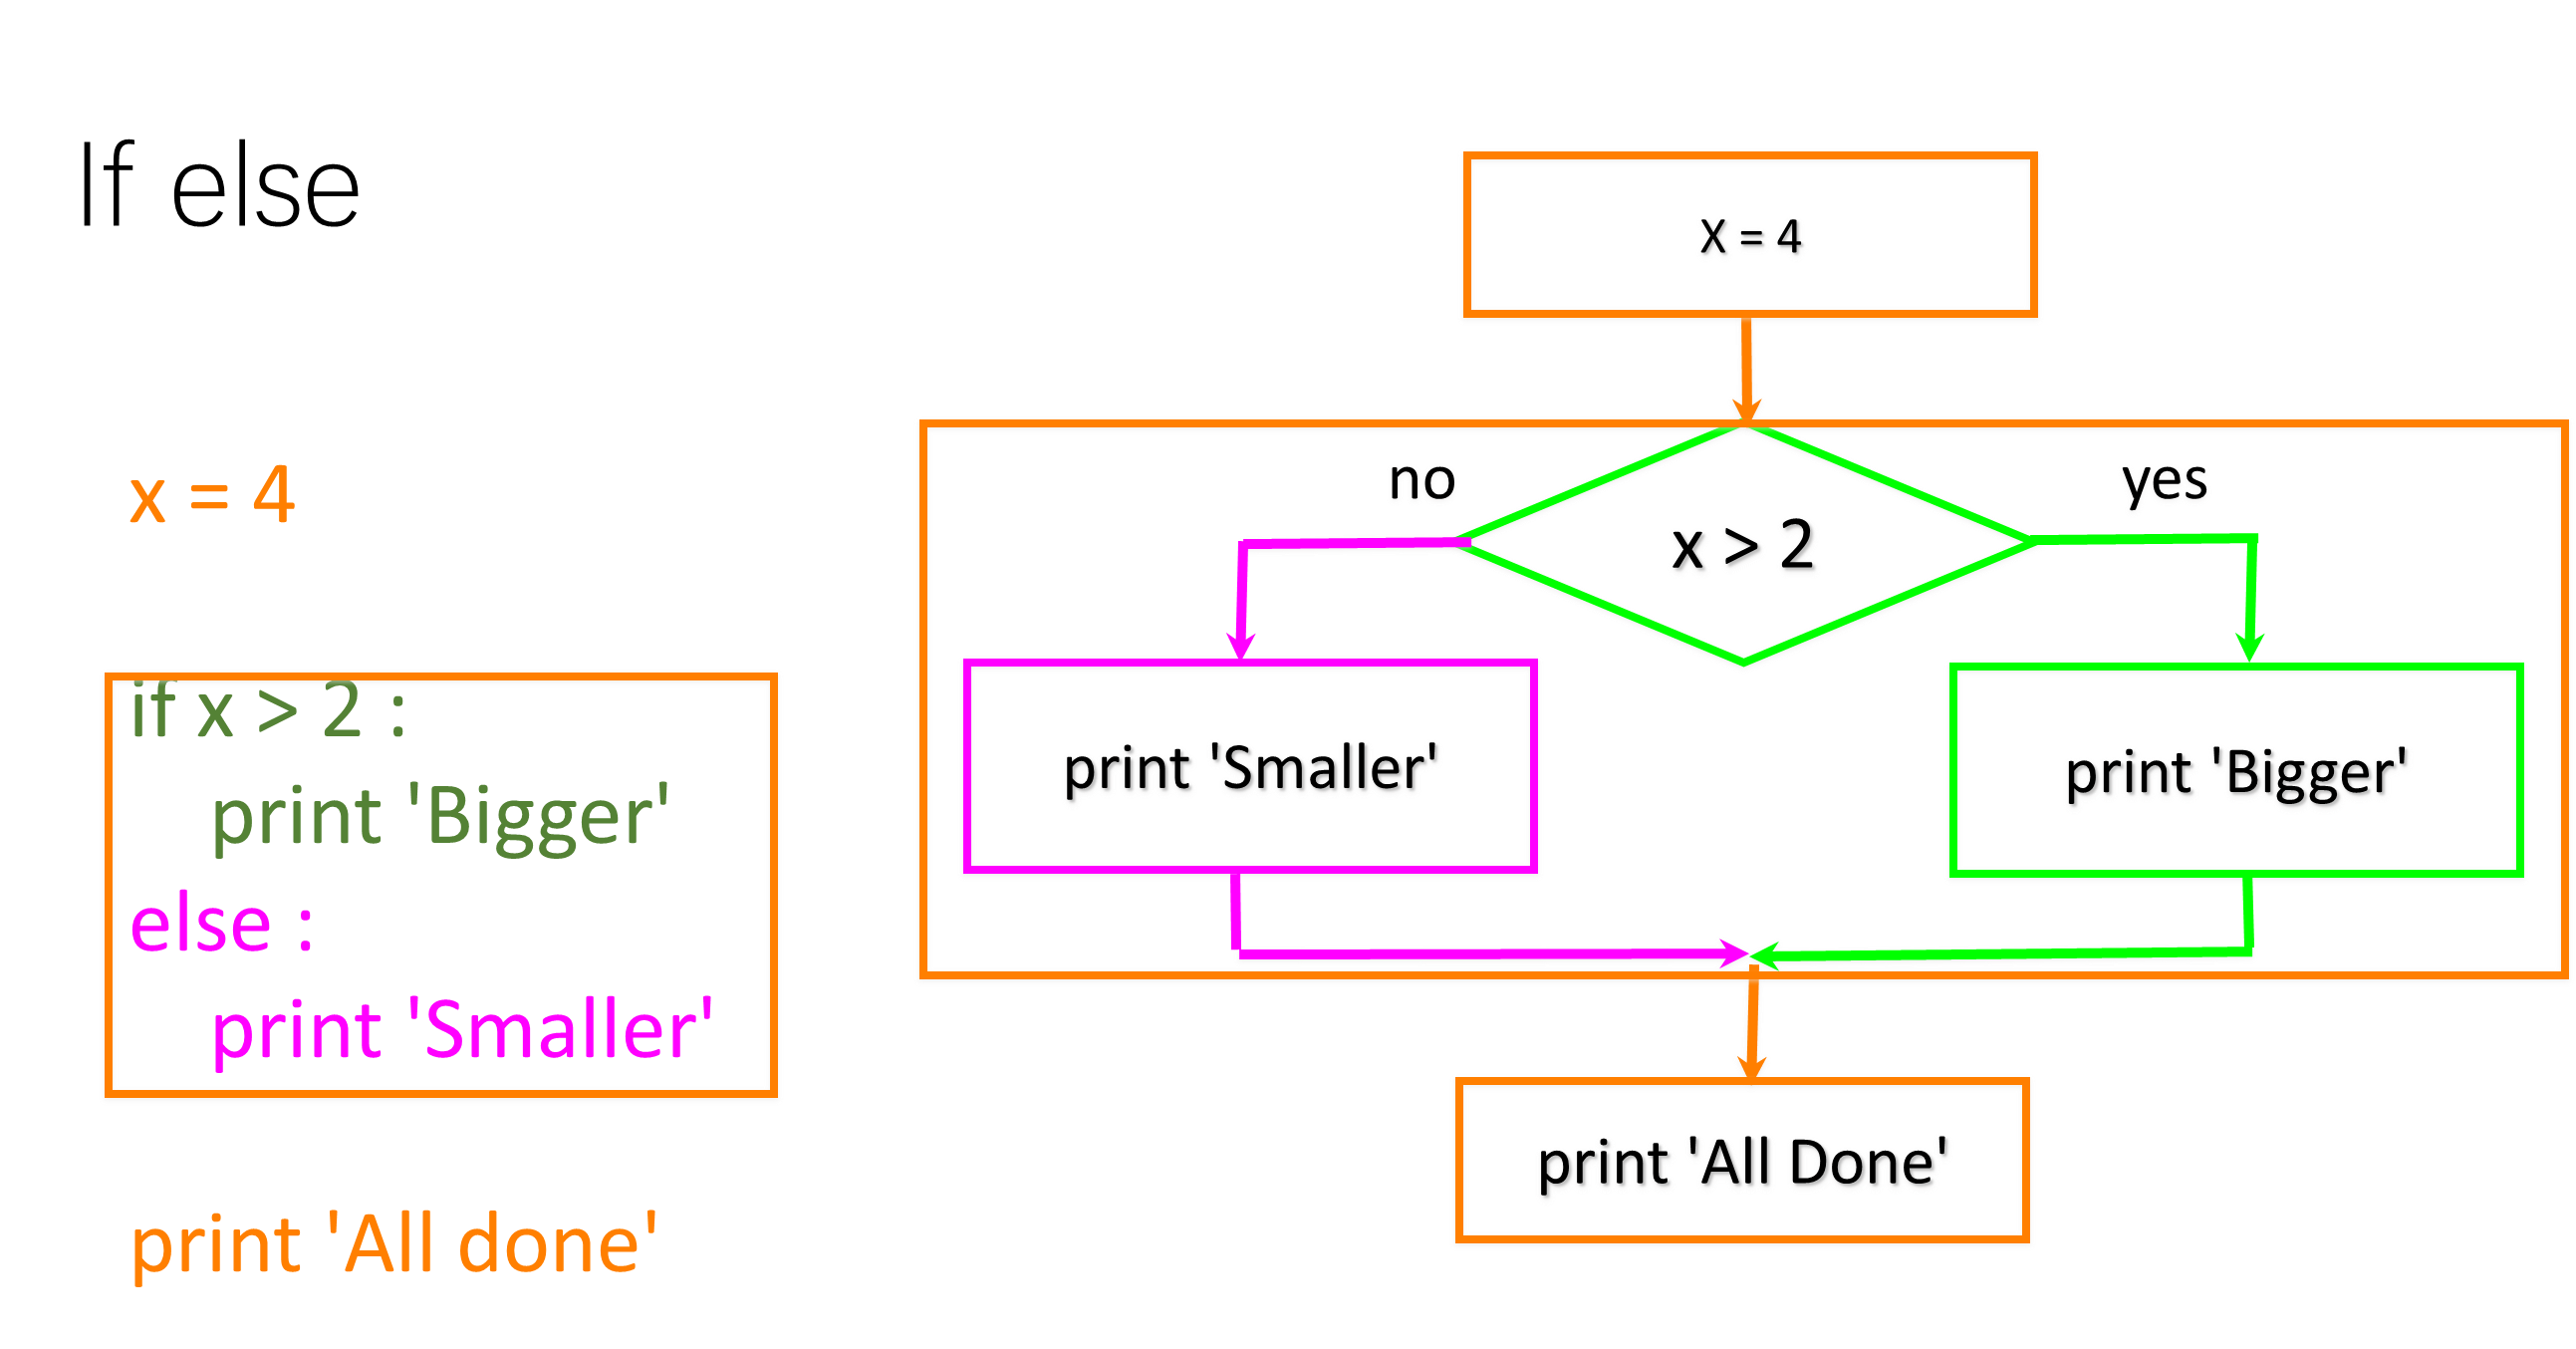 If else
x = 4
if x > 2 :
print 'Bigger'
else :
print 'Smaller'
print 'All done'
X = 4
no
yes
x > 2
print 'Smaller'
print 'Bigger'
print 'All Done'